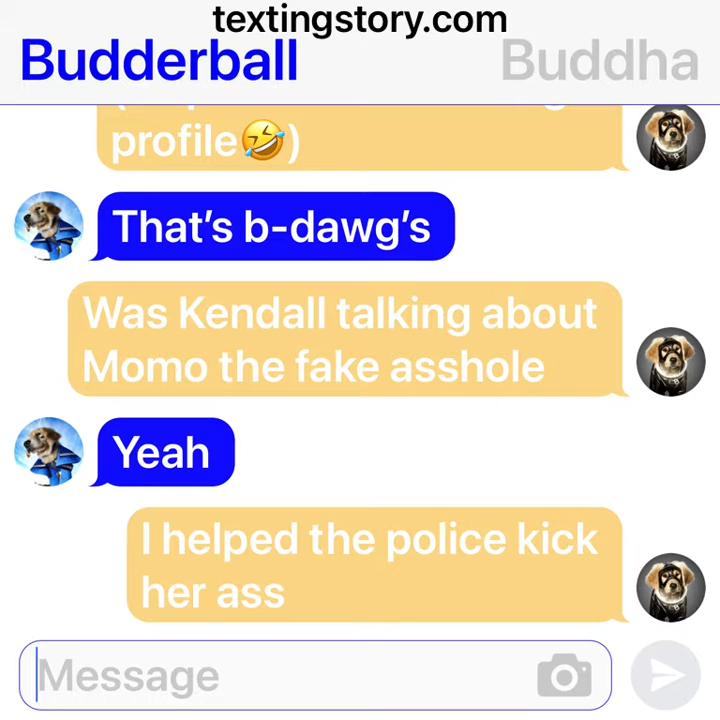 textingstory.com
Budderball
Buddha
profile🤣)
That's b-dawg's
Was Kendall talking about
Momo the fake asshole
Yeah
I helped the police kick
her ass
Message